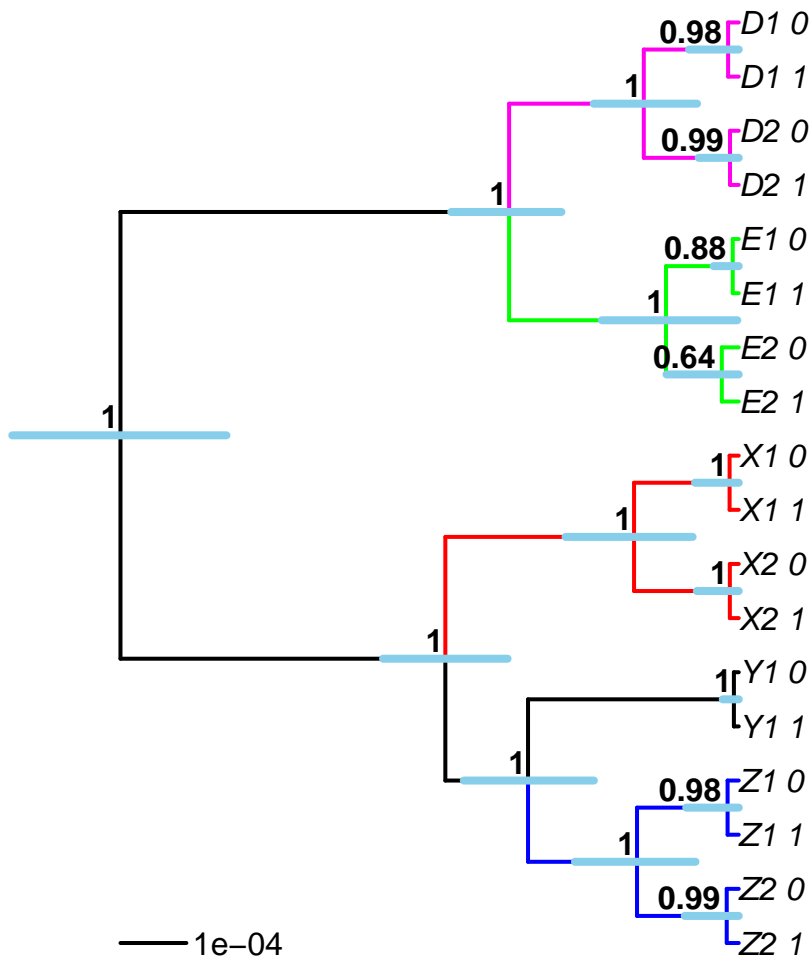 D1 0
0.98
D1 1
1
D2 0
0.99
D2 1
1
E1 0
0.88
E1 1
1
E2 0
0.64
E2 1
1
X1 0
1
X1 1
1
X2 0
1
X2 1
1
Y1 0
1
Y1 1
1
Z1 0
0.98
Z1 1
1
Z2 0
0.99
Z2 1
1e−04